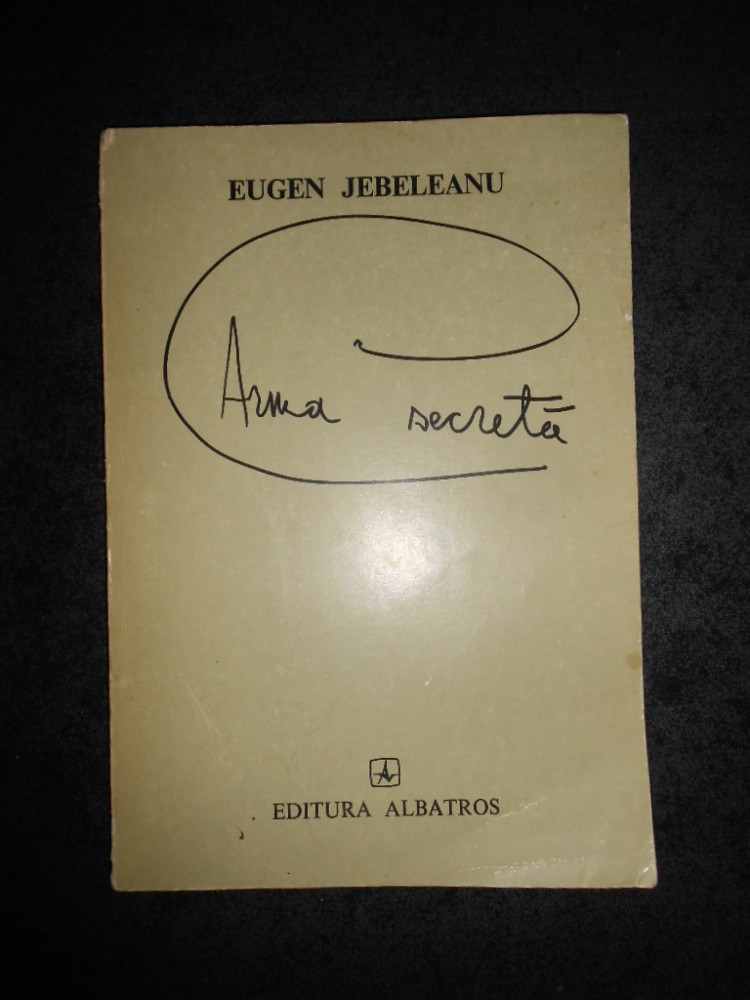 EUGEN JEBELEANU
Arma secretă
EDITURA ALBATROS